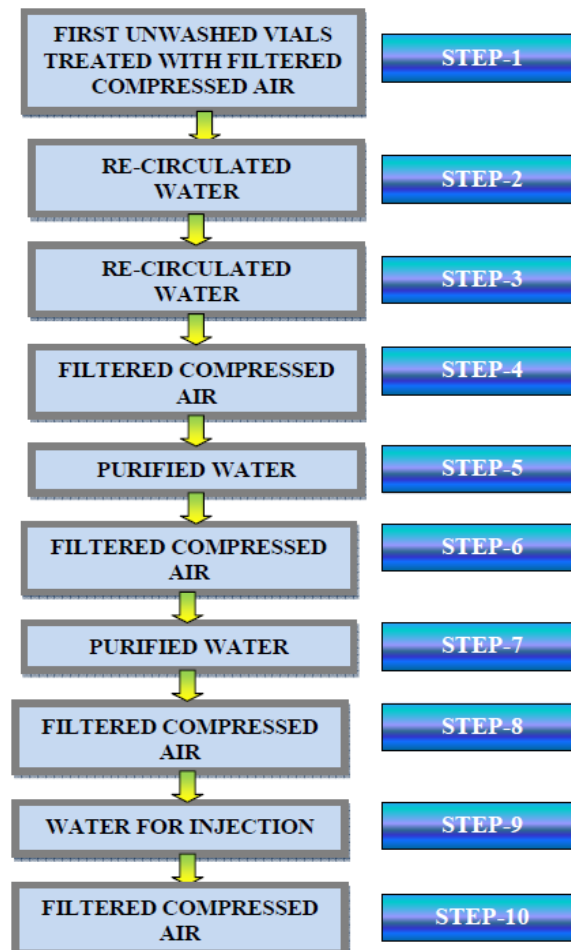 FIRST UNWASHED VIALS
TREATED WITH FILTERED
COMPRESSED AIR
STEP-1
RE-CIRCULATED
WATER
STEP-2
RE-CIRCULATED
WATER
STEP-3
FILTERED COMPRESSED
AIR
STEP-4
PURIFIED WATER
STEP-5
FILTERED COMPRESSED
AIR
STEP-6
PURIFIED WATER
STEP-7
FILTERED COMPRESSED
AIR
STEP-8
WATER FOR INJECTION
STEP-9
FILTERED COMPRESSED
AIR
STEP-10